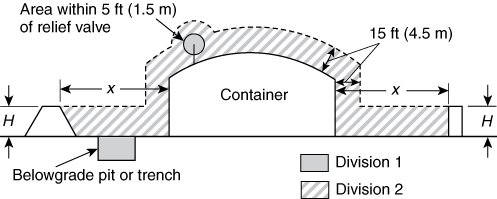 Area within 5 ft (1.5 m)
of relief valve
15 ft (4.5 m)
x
x
Container
H
H
Belowgrade pit or trench
Division 1
Division 2